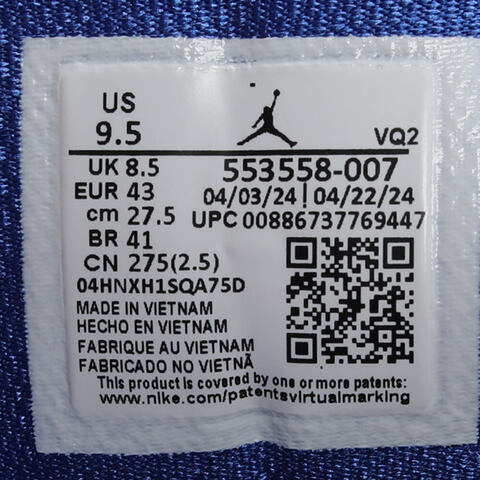 US
9.5
VQ2
UK 8.5
EUR 43
cm 27.5
BR 41
CN 275(2.5)
553558-007
04/03/24 | 04/22/24
UPC 00886737769447
04HNXH1SQA75D
MADE IN VIETNAM
HECHO EN VIETNAM
FABRIQUE AU VIETNAM
FABRICADO NO VIETNÃ
This product is covered by one or more patents:
www.nike.com/patentsvirtualmarking